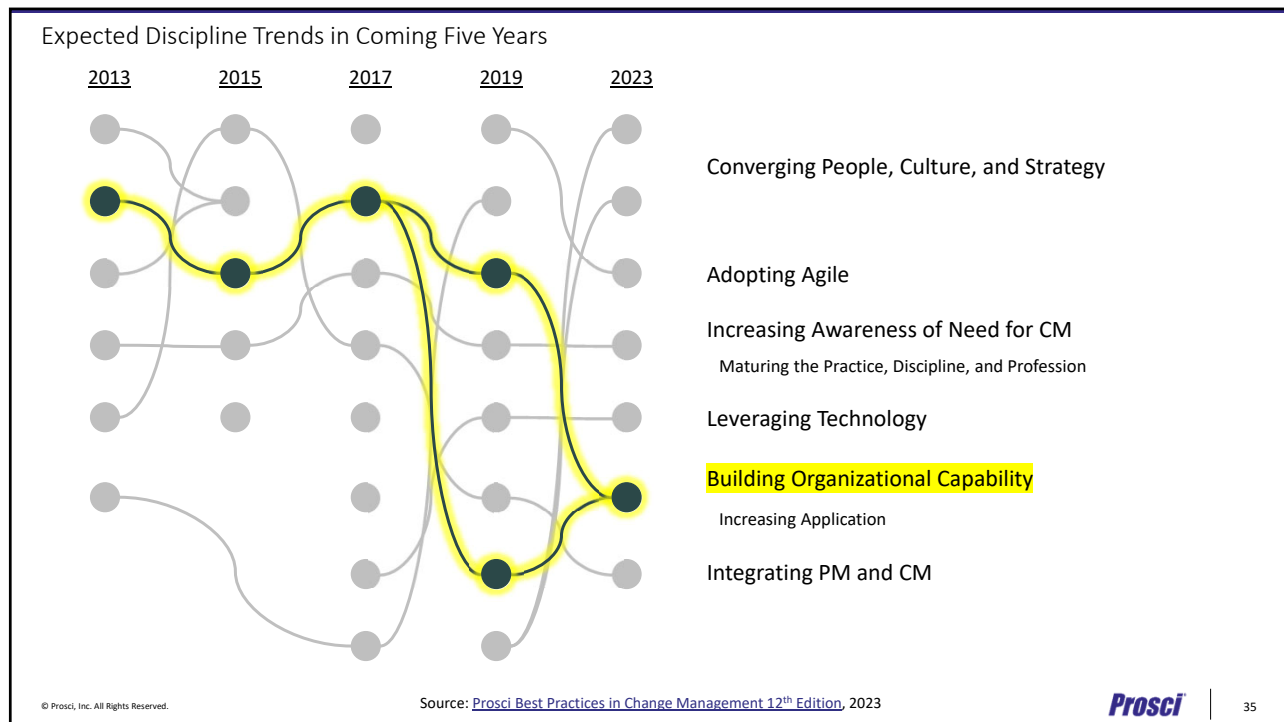 Expected Discipline Trends in Coming Five Years
2013 2015 2017 2019 2023
Converging People, Culture, and Strategy
Adopting Agile
Increasing Awareness of Need for CM
Maturing the Practice, Discipline, and Profession
Leveraging Technology
Building Organizational Capability
Increasing Application
Integrating PM and CM
© Prosci, Inc. All Rights Reserved.
Source: Prosci Best Practices in Change Management 12th Edition, 2023
Prosci
35